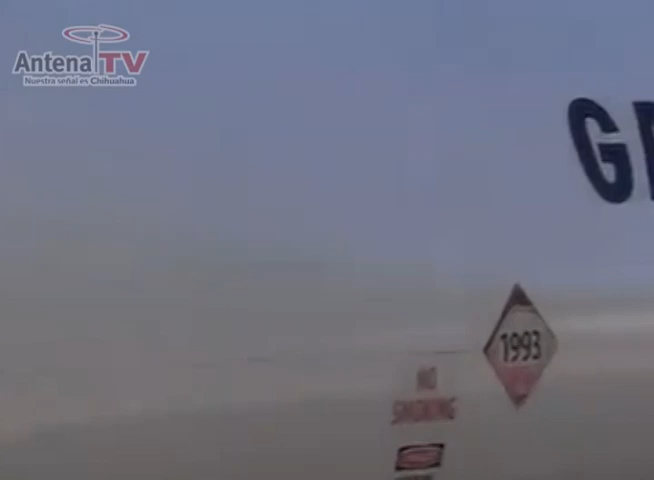 Antena TV
Nuestra señal es Chihuahua
G
1993
NO
SMOKING